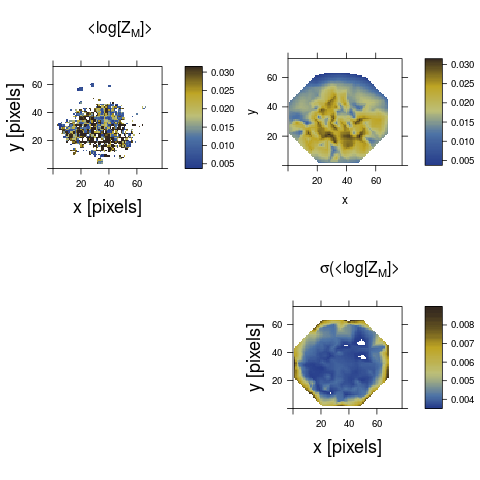 <log[Z_M]>
60
40
20
20 40 60
x [pixels]
y [pixels]
0.030
0.025
0.020
0.015
0.010
0.005
60
40
20
20 40 60
x
y
0.030
0.025
0.020
0.015
0.010
0.005
σ(<log[Z_M]>
60
40
20
20 40 60
x [pixels]
y [pixels]
0.008
0.007
0.006
0.005
0.004